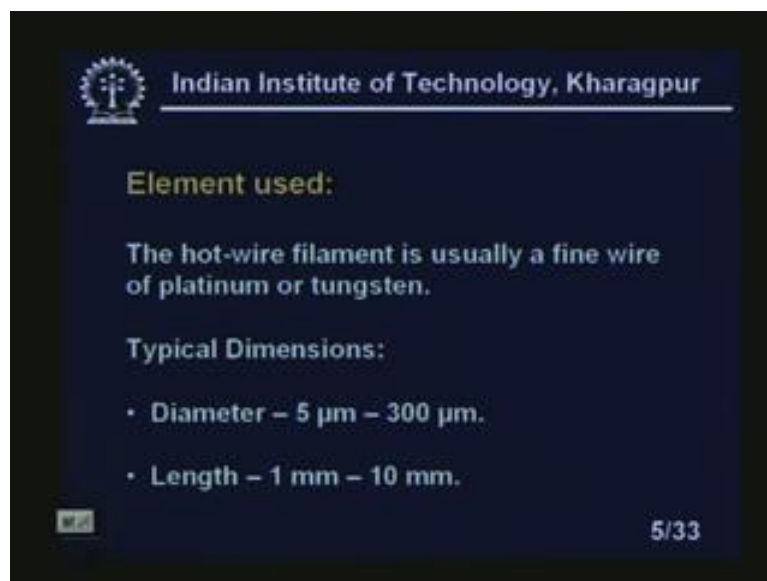 Indian Institute of Technology, Kharagpur
Element used:
The hot-wire filament is usually a fine wire
of platinum or tungsten.
Typical Dimensions:
• Diameter – 5 µm – 300 µm.
• Length – 1 mm – 10 mm.
5/33